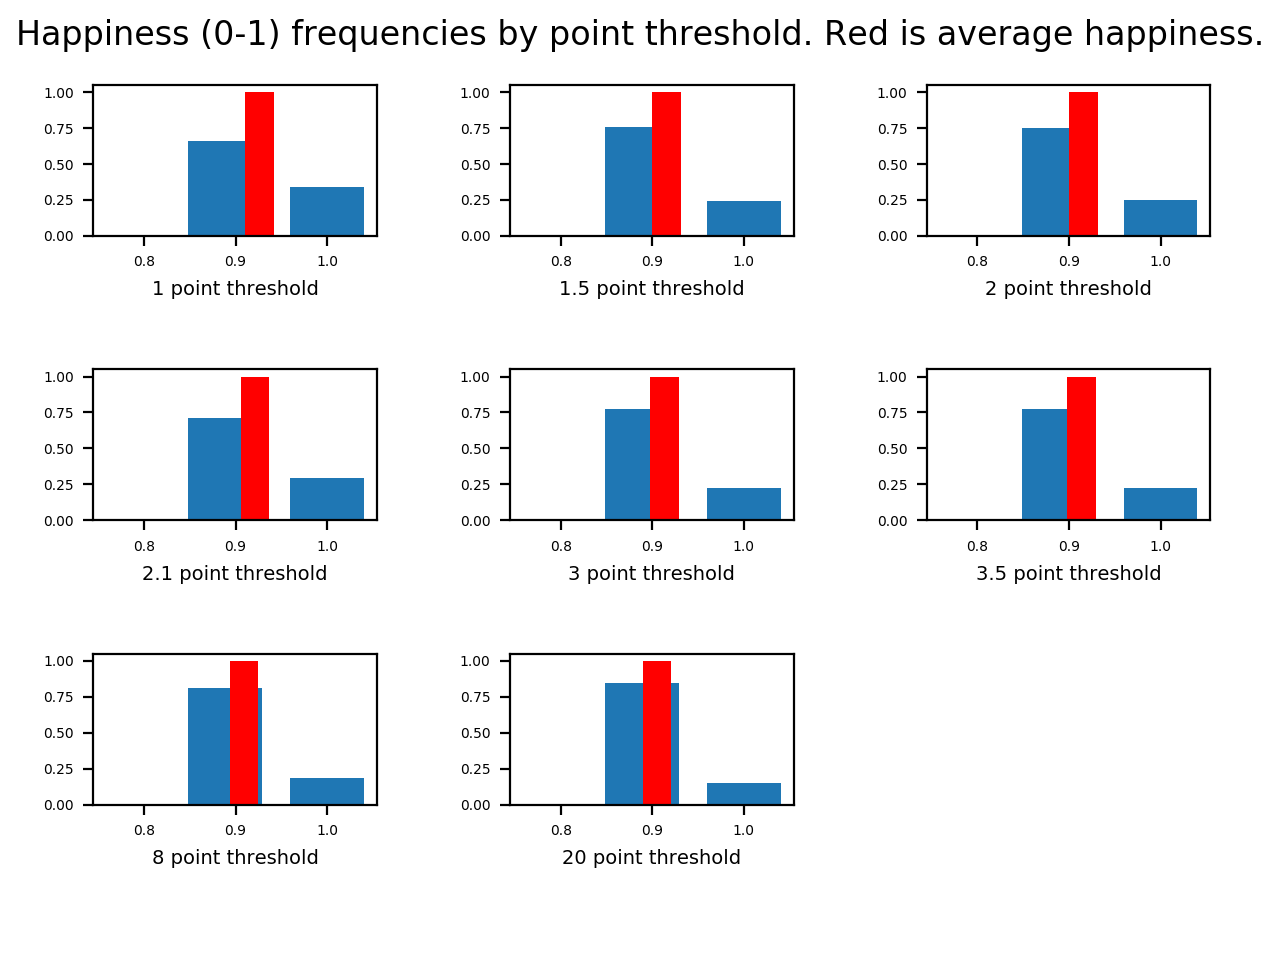 Happiness (0-1) frequencies by point threshold. Red is average happiness.
1.00 1.00 1.00
0.75 0.75 0.75
0.50 0.50 0.50
0.25 0.25 0.25
0.00 0.00 0.00
0.8 0.9 1.0 0.8 0.9 1.0 0.8 0.9 1.0
1 point threshold 1.5 point threshold 2 point threshold
1.00 1.00 1.00
0.75 0.75 0.75
0.50 0.50 0.50
0.25 0.25 0.25
0.00 0.00 0.00
0.8 0.9 1.0 0.8 0.9 1.0 0.8 0.9 1.0
2.1 point threshold 3 point threshold 3.5 point threshold
1.00 1.00
0.75 0.75
0.50 0.50
0.25 0.25
0.00 0.00
0.8 0.9 1.0 0.8 0.9 1.0
8 point threshold 20 point threshold